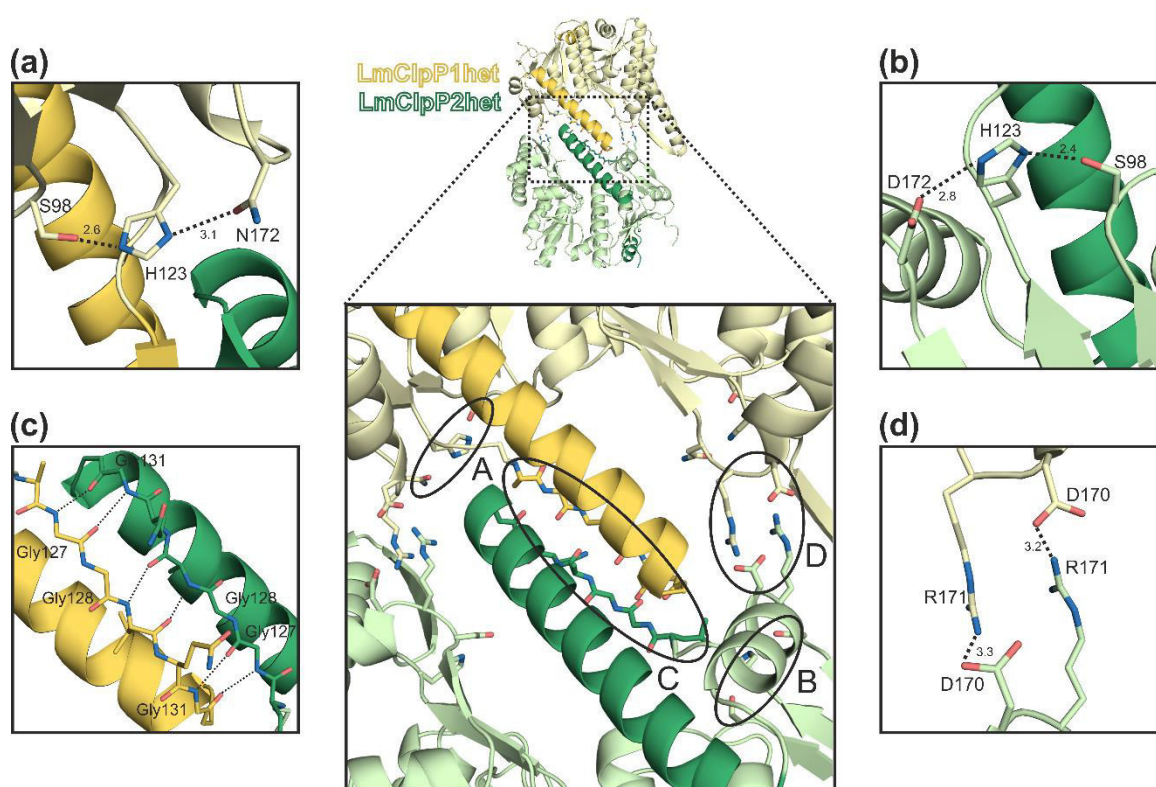 LmClpP1het
LmClpP2het
(a)
S98
2.6
3.1
N172
H123
(b)
H123
2.4
S98
D172
2.8
(c)
Gly131
Gly127
Gly128
Gly128
Gly127
Gly131
A
D
C
B
(d)
D170
3.2
R171
R171
3.3
D170